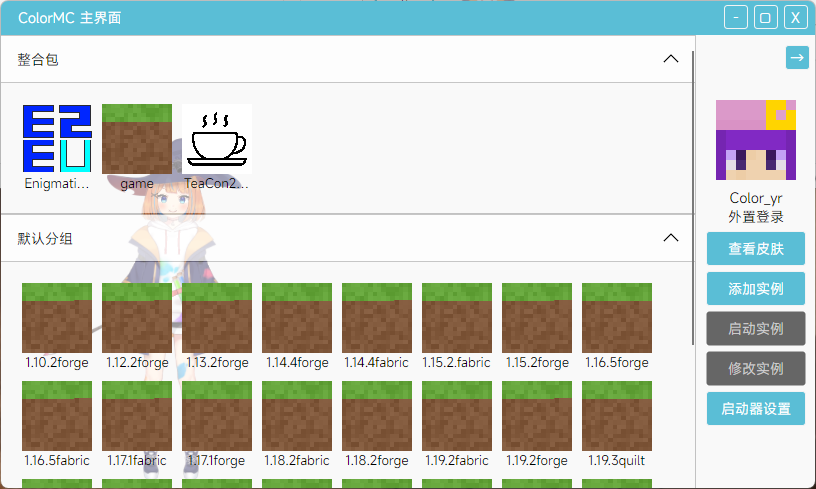 ColorMC 主界面
整合包
Enigmati...
game
TeaCon2...
默认分组
1.10.2forge 1.12.2forge 1.13.2forge 1.14.4forge 1.14.4fabric 1.15.2.fabric 1.15.2forge 1.16.5forge
1.16.5fabric 1.17.1fabric 1.17.1forge 1.18.2fabric 1.18.2forge 1.19.2fabric 1.19.2forge 1.19.3quilt
Color_yr
外置登录
查看皮肤
添加实例
启动实例
修改实例
启动器设置